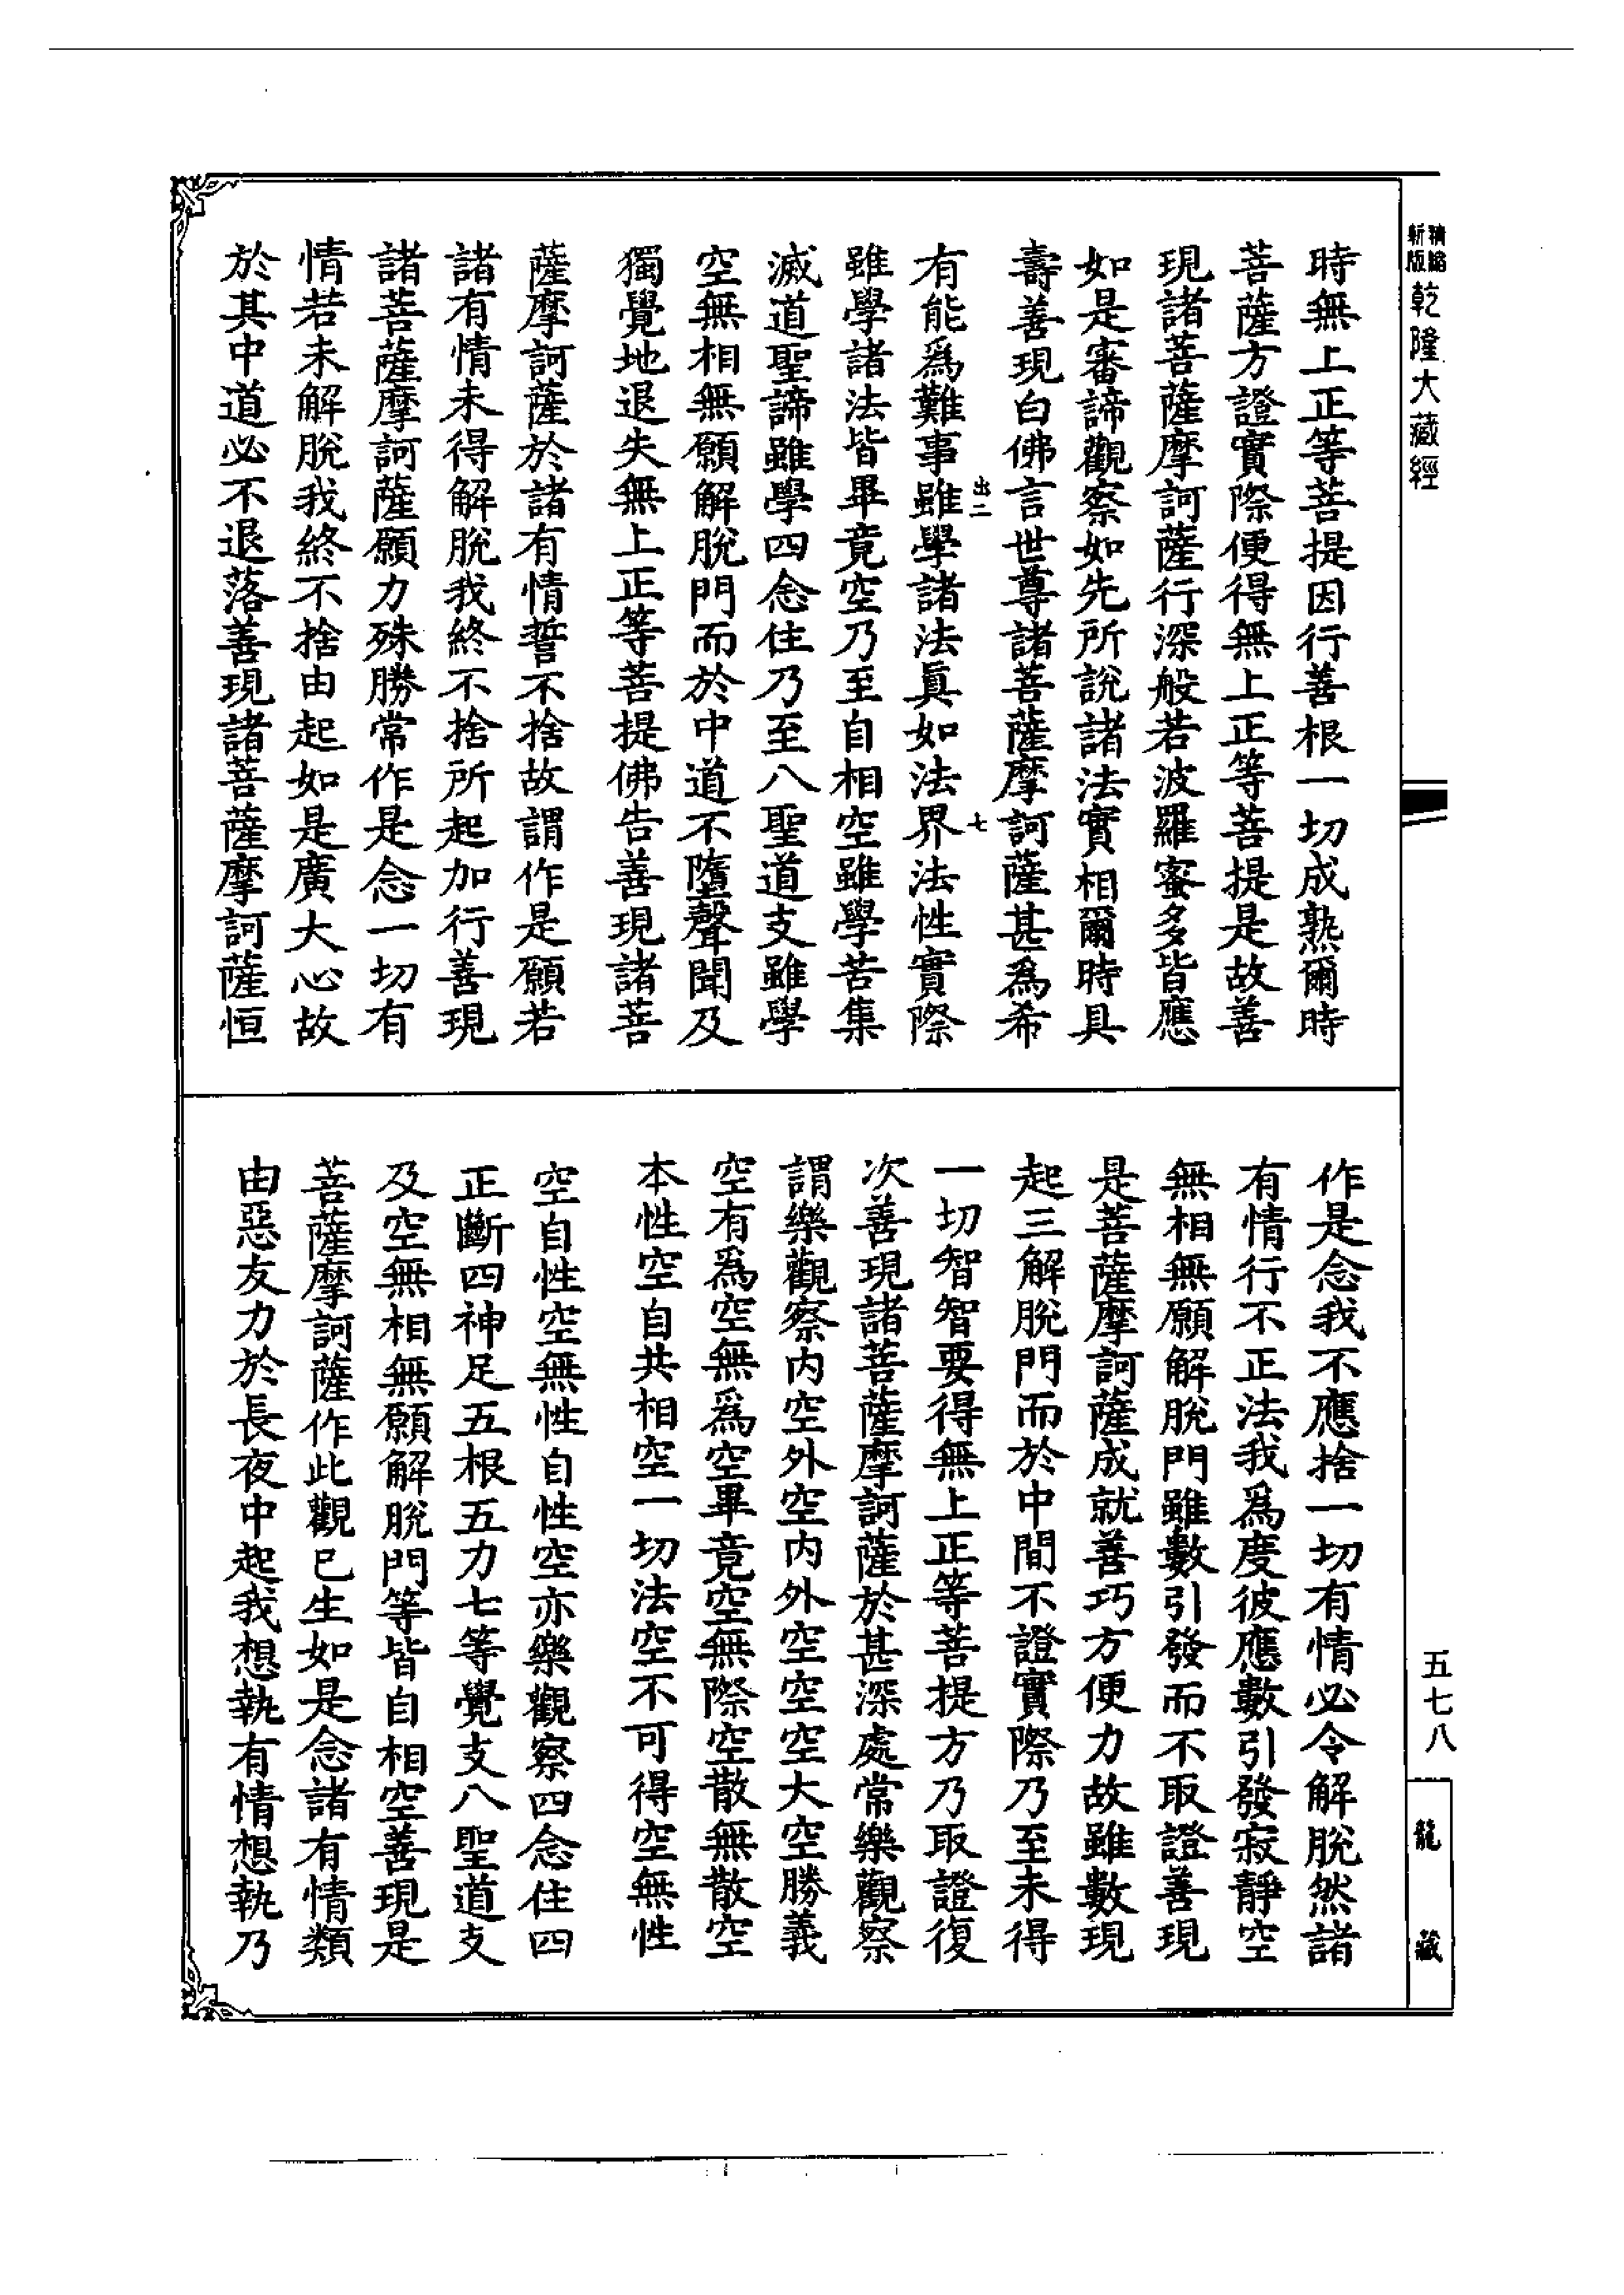 精縮
新版
乾隆大藏經
時無上正等菩提因行善根一切成熟爾時
菩薩方證實際便得無上正等菩提是故善
現諸菩薩摩訶薩行深般若波羅蜜多皆應
如是審諦觀察如先所說諸法實相爾時具
壽善現白佛言世尊諸菩薩摩訶薩甚爲希
出二
七
有能爲難事雖學諸法眞如法界法性實際
雖學諸法皆畢竟空乃至自相空雖學苦集
滅道聖諦雖學四念住乃至八聖道支雖學
空無相無願解脫門而於中道不墮聲聞及
獨覺地退失無上正等菩提佛告善現諸菩
薩摩訶薩於諸有情誓不捨故謂作是願若
諸有情未得解脫我終不捨所起加行善現
諸菩薩摩訶薩願力殊勝常作是念一切有
情若未解脫我終不捨由起如是廣大心故
於其中道必不退落善現諸菩薩摩訶薩恒
作是念我不應捨一切有情必令解脫然諸
有情行不正法我爲度彼應數引發寂靜空
無相無願解脫門雖數引發而不取證善現
是菩薩摩訶薩成就善巧方便力故雖數現
起三解脫門而於中間不證實際乃至未得
一切智智要得無上正等菩提方乃取證復
次善現諸菩薩摩訶薩於甚深處常樂觀察
謂樂觀察內空外空內外空空空大空勝義
空有爲空無爲空畢竟空無際空散無散空
本性空自共相空一切法空不可得空無性
空自性空無性自性空亦樂觀察四念住四
正斷四神足五根五力七等覺支八聖道支
及空無相無願解脫門等皆自相空善現是
菩薩摩訶薩作此觀已生如是念諸有情類
由惡友力於長夜中起我想執有情想執乃
五七八
龍藏